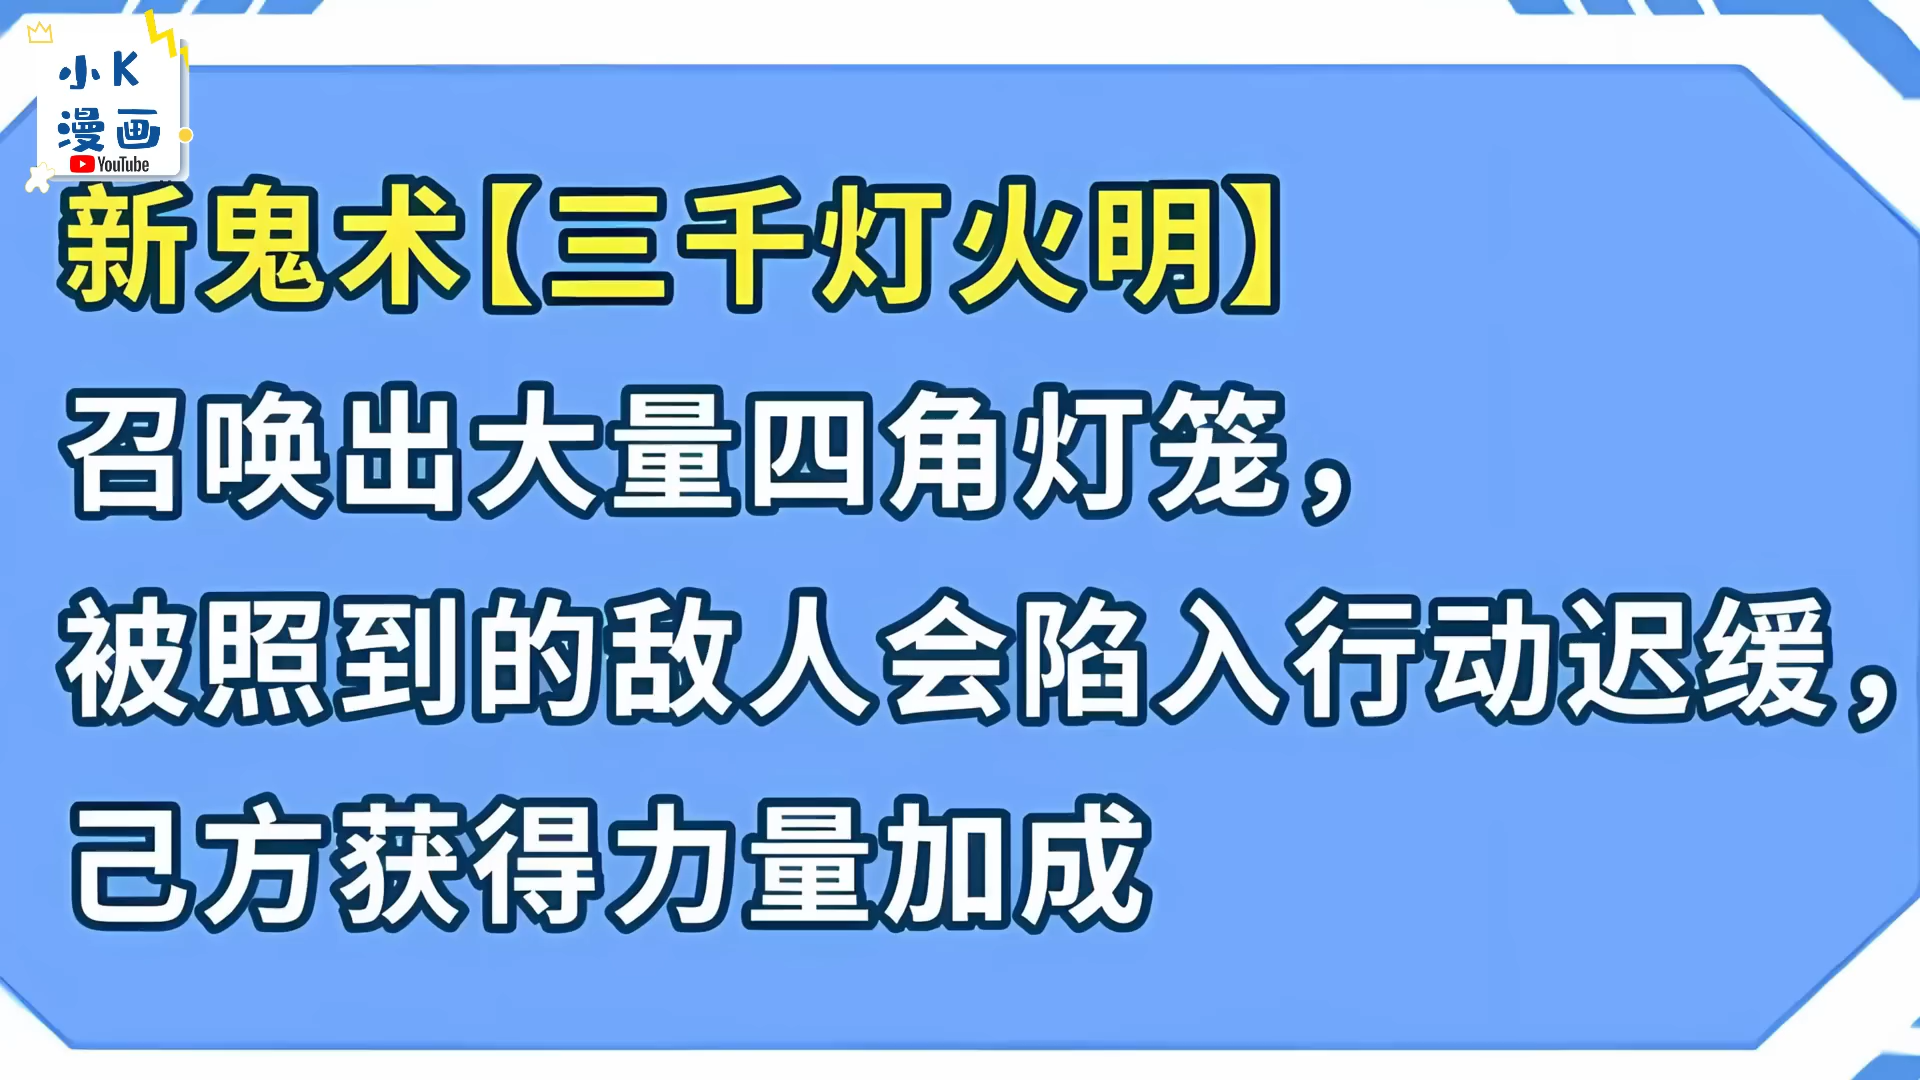 小K
漫画
YouTube
新鬼术【三千灯火明】
召唤出大量四角灯笼，
被照到的敌人会陷入行动迟缓，
己方获得力量加成